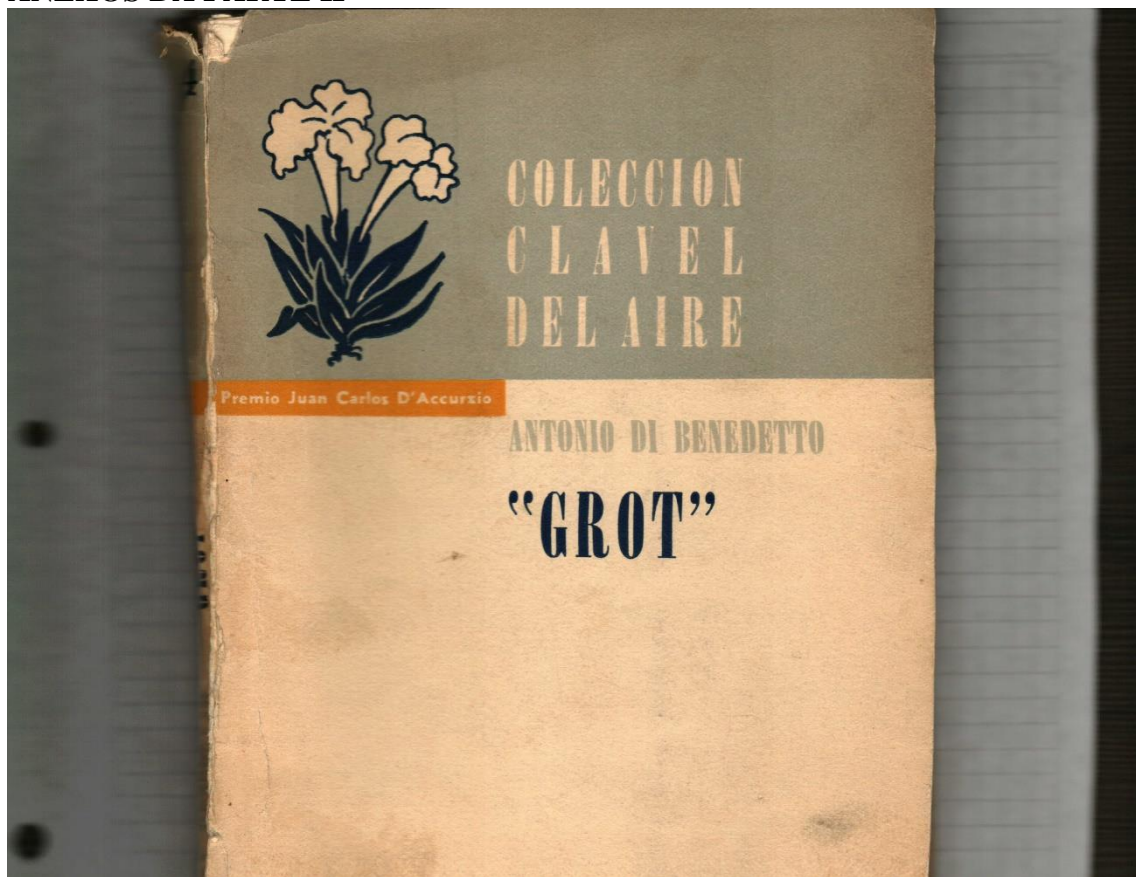 COLECCION
CLAVEL
DEL AIRE
Premio Juan Carlos D'Accurzio
ANTONIO DI BENEDETTO
“GROT”